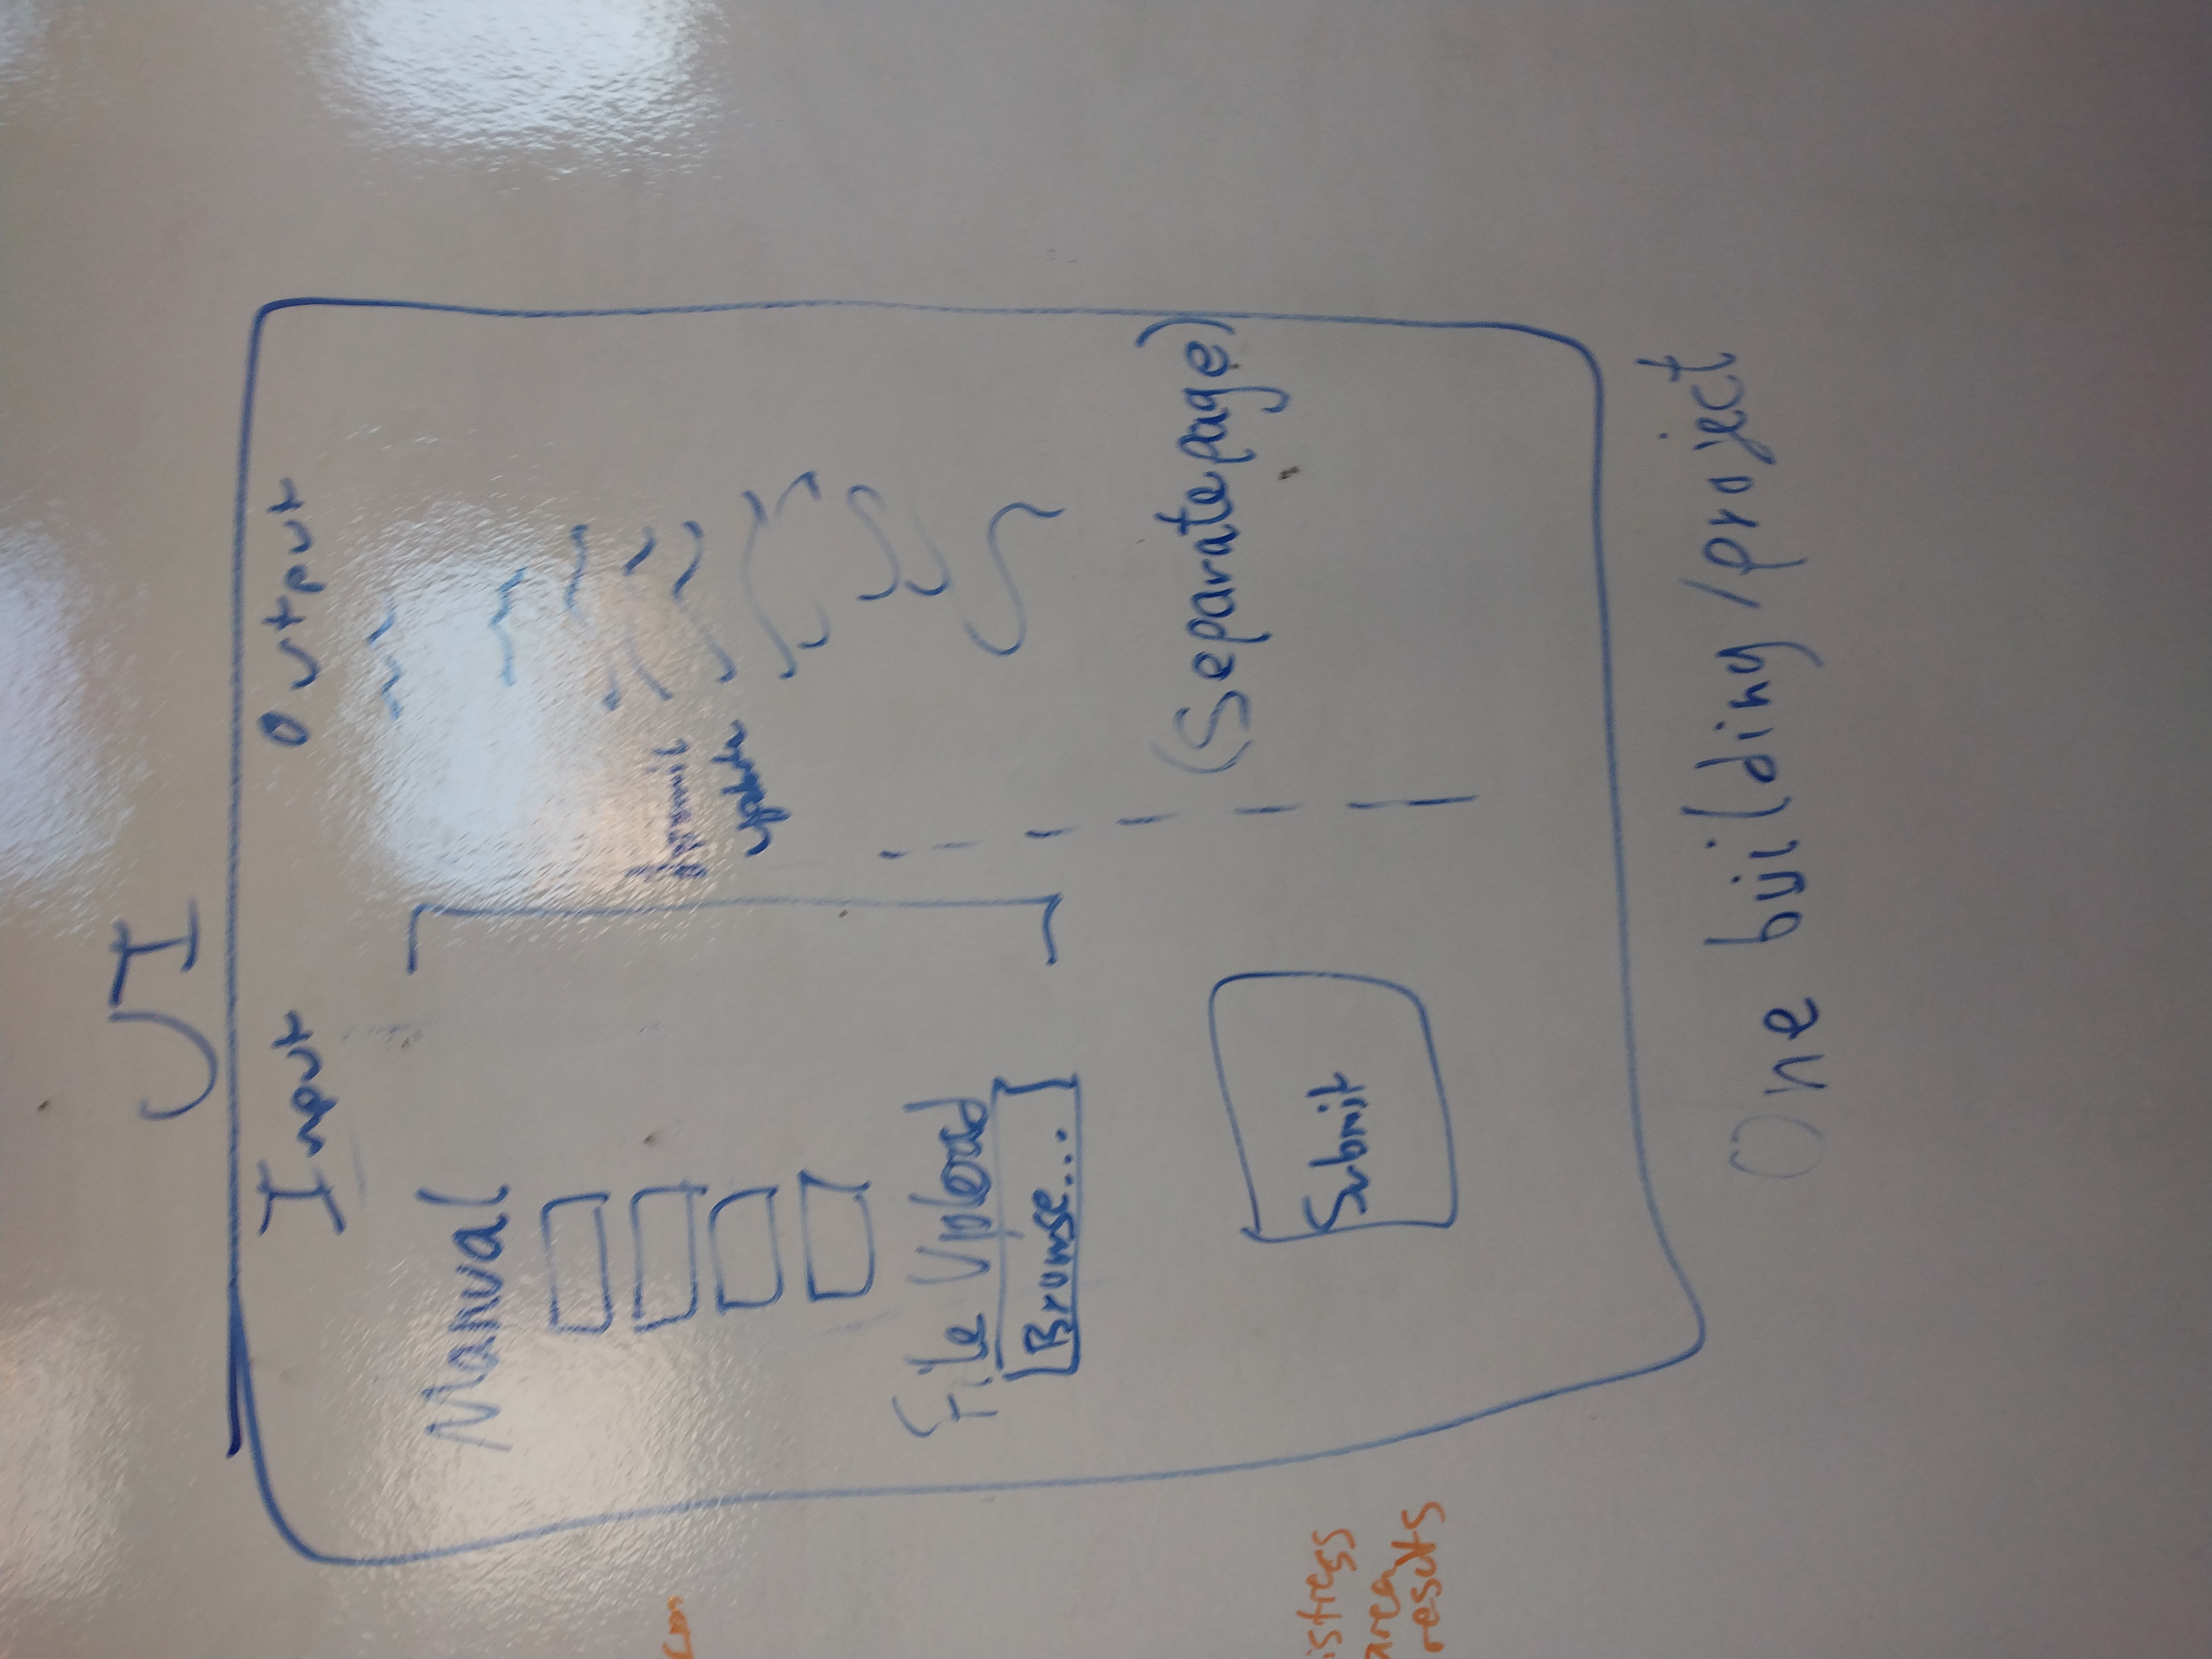 UI
Input
Output
Manual
dynamic
update
File Upload
Browse...
(Separate page)
Submit
One building/project
cm
istress
area
results